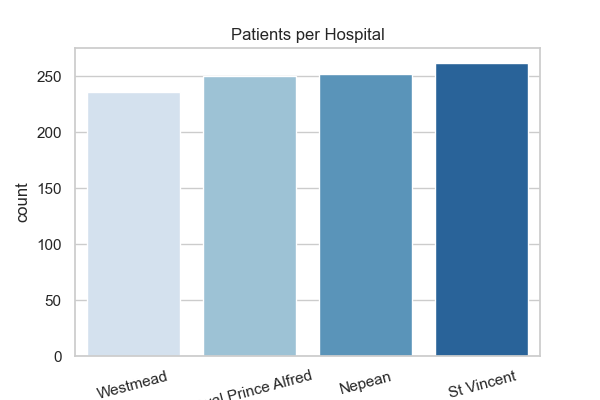 Patients per Hospital
count
250
200
150
100
50
0
Westmead
Prince Alfred
Nepean
St Vincent